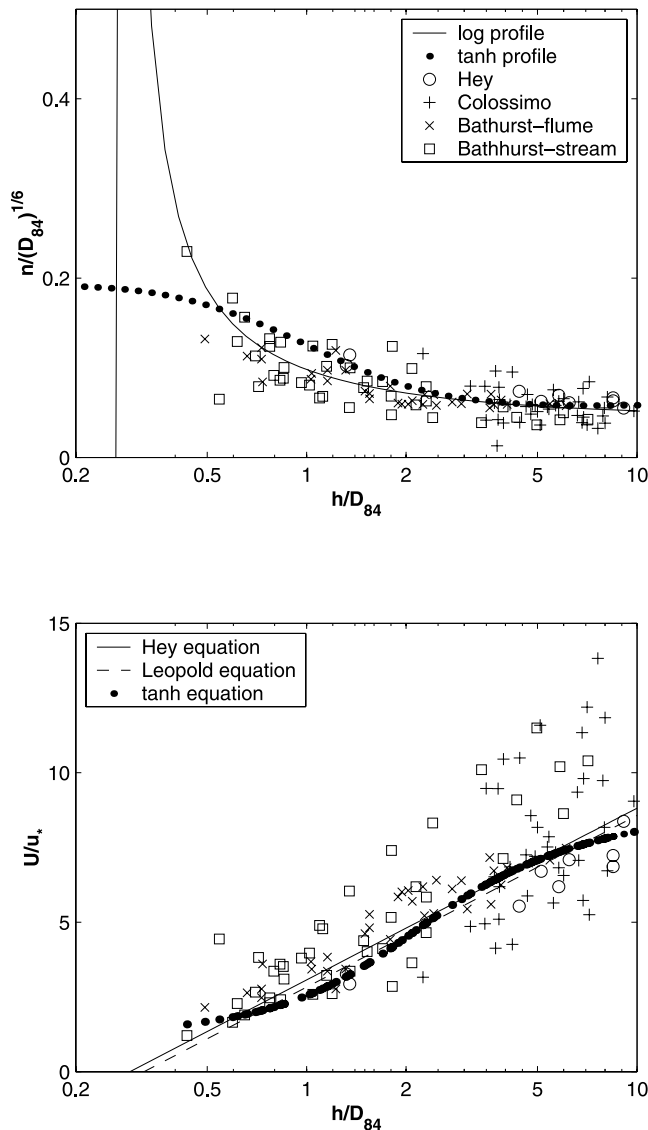 log profile
tanh profile
Hey
Colossimo
Bathurst−flume
Bathhurst−stream
n/(D84)1/6
0.4
0.2
0
0.2 0.5 1 2 5 10
h/D84
Hey equation
Leopold equation
tanh equation
U/u*
15
10
5
0
0.2 0.5 1 2 5 10
h/D84